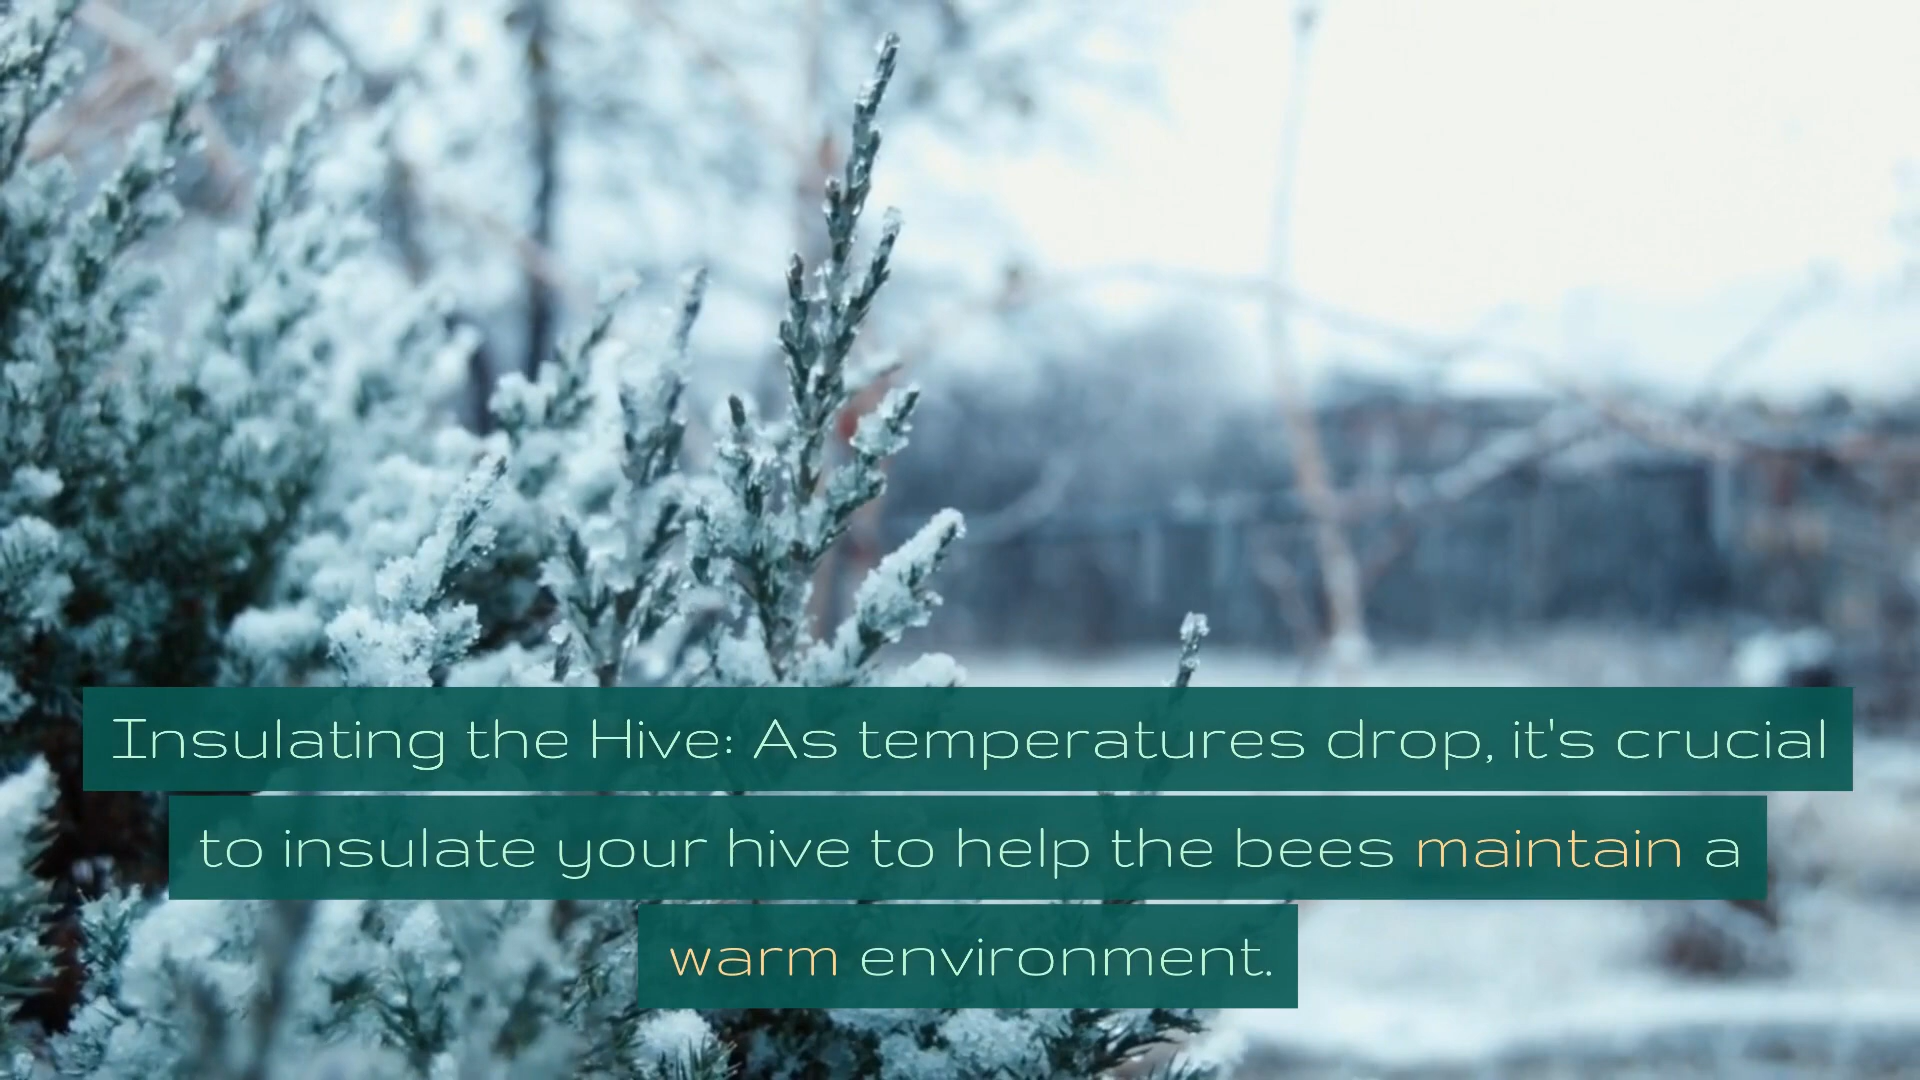 Insulating the Hive: As temperatures drop, it's crucial
to insulate your hive to help the bees maintain a
warm environment.